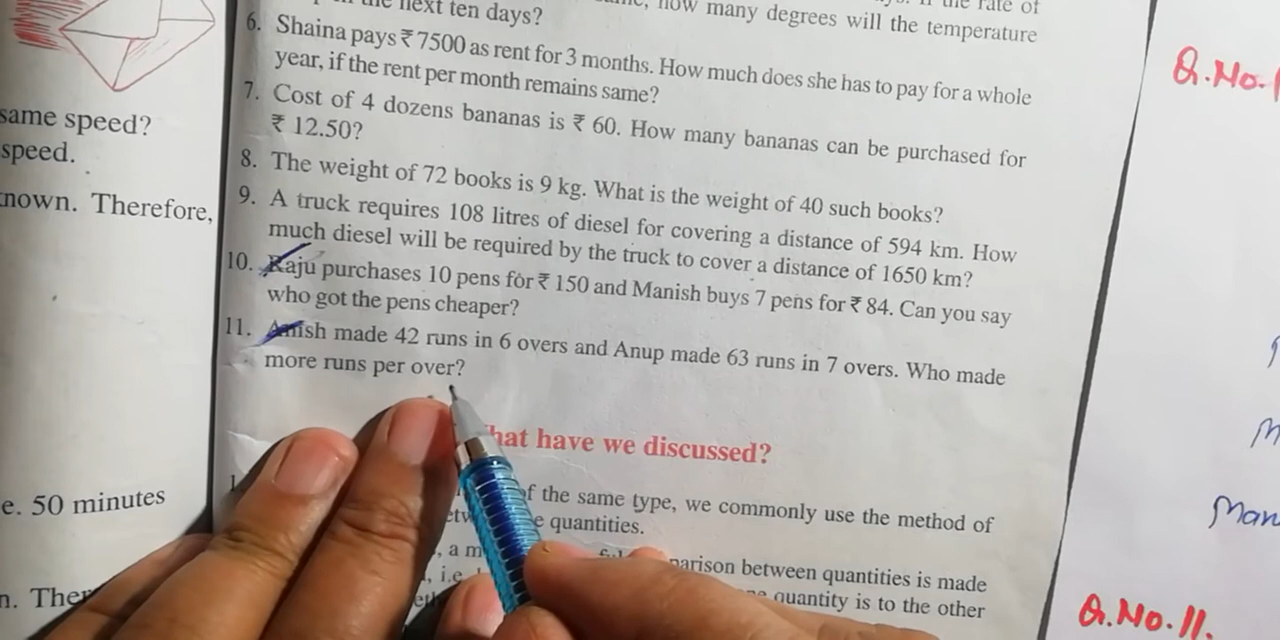 same speed?
speed.
nown. Therefore,
e. 50 minutes
n. Ther
the next ten days?
how many degrees will the temperature
6. Shaina pays ₹ 7500 as rent for 3 months. How much does she has to pay for a whole
year, if the rent per month remains same?
7. Cost of 4 dozens bananas is ₹ 60. How many bananas can be purchased for
₹ 12.50?
8. The weight of 72 books is 9 kg. What is the weight of 40 such books?
9. A truck requires 108 litres of diesel for covering a distance of 594 km. How
much diesel will be required by the truck to cover a distance of 1650 km?
10. Raju purchases 10 pens for ₹ 150 and Manish buys 7 pens for ₹ 84. Can you say
who got the pens cheaper?
11. Anish made 42 runs in 6 overs and Anup made 63 runs in 7 overs. Who made
more runs per over?
hat have we discussed?
of the same type, we commonly use the method of
e quantities.
parison between quantities is made
quantity is to the other
Q.No.1
Man
Q.No.11.